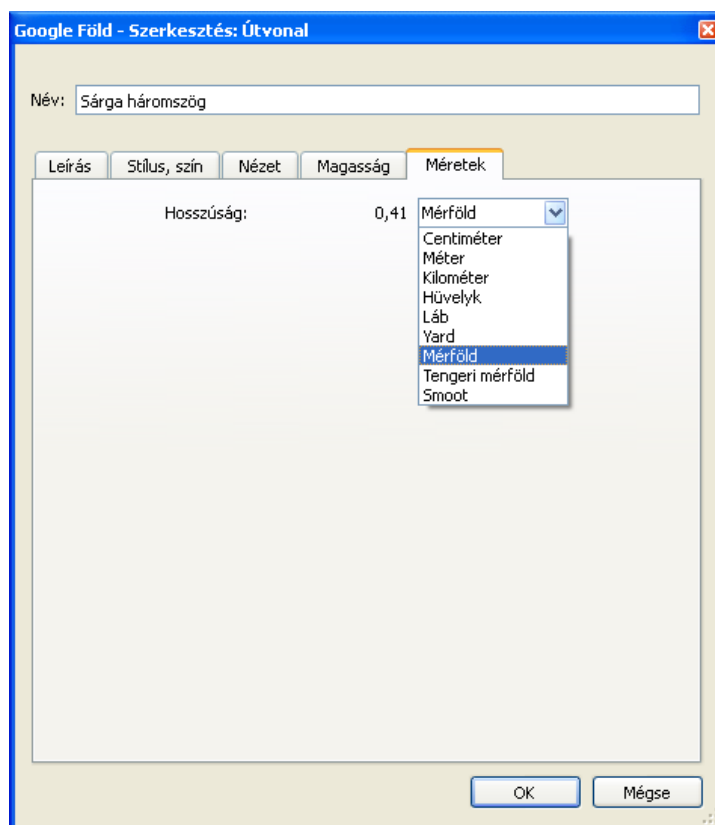 Google Föld - Szerkesztés: Útvonal
Név: Sárga háromszög
Leírás Stílus, szín Nézet Magasság Méretek
Hosszúság: 0,41 Mérföld
Centiméter
Méter
Kilométer
Hüvelyk
Láb
Yard
Mérföld
Tengeri mérföld
Smoot
OK Mégse